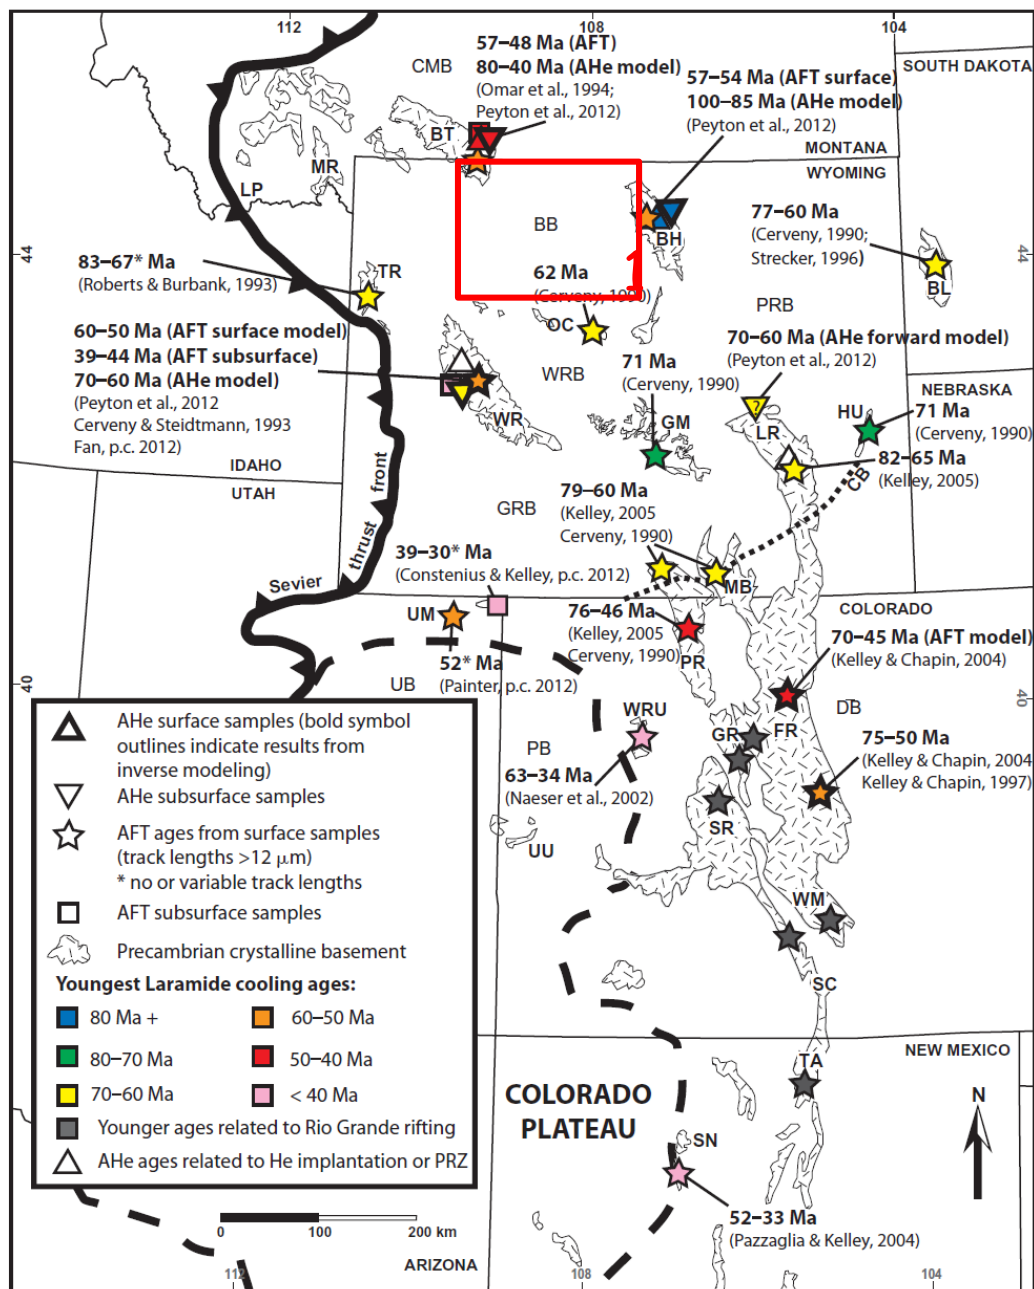 112
108
104
57–48 Ma (AFT)
80–40 Ma (AHe model)
(Omar et al., 1994;
Peyton et al., 2012)
CMB
57–54 Ma (AFT surface)
100–85 Ma (AHe model)
(Peyton et al., 2012)
SOUTH DAKOTA
BT
MONTANA
WYOMING
MR
LP
BB
BH
77–60 Ma
(Cerveny, 1990;
Strecker, 1996)
44
44
83–67* Ma
(Roberts & Burbank, 1993)
TR
62 Ma
(Cerveny, 1990)
1
BL
PRB
OC
60–50 Ma (AFT surface model)
39–44 Ma (AFT subsurface)
70–60 Ma (AHe model)
(Peyton et al., 2012
Cerveny & Steidtmann, 1993
Fan, p.c. 2012)
WRB
WR
70–60 Ma (AHe forward model)
(Peyton et al., 2012)
71 Ma
(Cerveny, 1990)
GM
?
LR
NEBRASKA
HU
71 Ma
(Cerveny, 1990)
82–65 Ma
(Kelley, 2005)
CB
IDAHO
UTAH
Sevier thrust front
GRB
79–60 Ma
(Kelley, 2005
Cerveny, 1990)
39–30* Ma
(Constenius & Kelley, p.c. 2012)
MB
UM
52* Ma
(Painter, p.c. 2012)
UB
76–46 Ma
(Kelley, 2005
Cerveny, 1990)
PR
COLORADO
70–45 Ma (AFT model)
(Kelley & Chapin, 2004)
40
40
DB
WRU
PB
63–34 Ma
(Naeser et al., 2002)
GR
FR
75–50 Ma
(Kelley & Chapin, 2004
Kelley & Chapin, 1997)
SR
UU
WM
SC
AHe surface samples (bold symbol
outlines indicate results from
inverse modeling)
AHe subsurface samples
AFT ages from surface samples
(track lengths >12 μm)
* no or variable track lengths
AFT subsurface samples
Precambrian crystalline basement
Youngest Laramide cooling ages:
80 Ma +
60–50 Ma
80–70 Ma
50–40 Ma
70–60 Ma
< 40 Ma
Younger ages related to Rio Grande rifting
AHe ages related to He implantation or PRZ
NEW MEXICO
TA
COLORADO
PLATEAU
N
SN
52–33 Ma
(Pazzaglia & Kelley, 2004)
0
100
200 km
ARIZONA
112
108
104